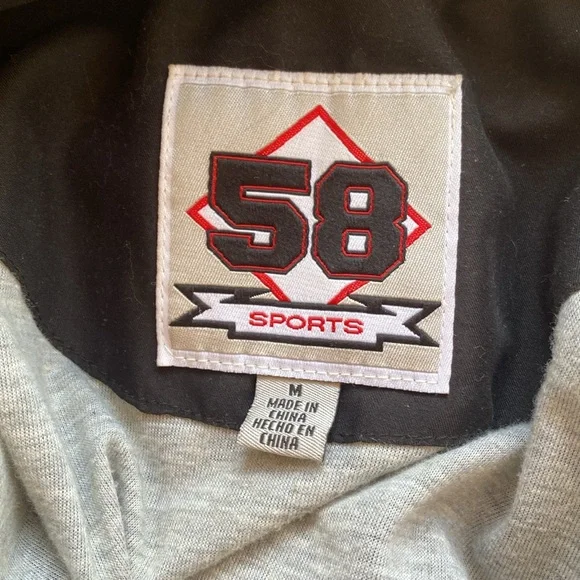 58
SPORTS
M
MADE IN
CHINA
HECHO EN
CHINA